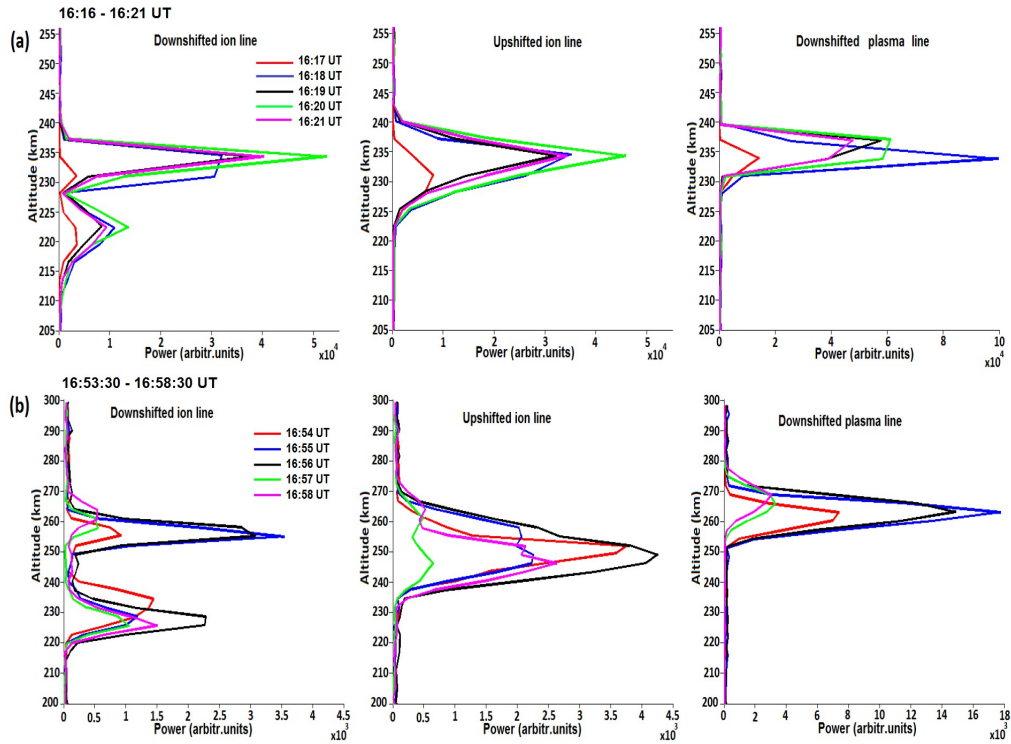 16:16 - 16:21 UT
(a)
Downshifted ion line
Upshifted ion line
Downshifted plasma line
16:17 UT
16:18 UT
16:19 UT
16:20 UT
16:21 UT
Altitude (km)
255
250
245
240
235
230
225
220
215
210
205
0 1 2 3 4 5
Power (arbitr.units)
x10⁴
Altitude (km)
255
250
245
240
235
230
225
220
215
210
205
0 1 2 3 4 5
Power (arbitr.units)
x10⁴
Altitude (km)
255
250
245
240
235
230
225
220
215
210
205
0 2 4 6 8 10
Power (arbitr.units)
x10⁴
16:53:30 - 16:58:30 UT
(b)
Downshifted ion line
Upshifted ion line
Downshifted plasma line
16:54 UT
16:55 UT
16:56 UT
16:57 UT
16:58 UT
Altitude (km)
300
290
280
270
260
250
240
230
220
210
200
0 0.5 1 1.5 2 2.5 3 3.5 4 4.5
Power (arbitr.units)
x10³
Altitude (km)
300
290
280
270
260
250
240
230
220
210
200
0 0.5 1 1.5 2 2.5 3 3.5 4 4.5
Power (arbitr.units)
x10³
Altitude (km)
300
290
280
270
260
250
240
230
220
210
200
0 2 4 6 8 10 12 14 16 18
Power (arbitr.units)
x10³